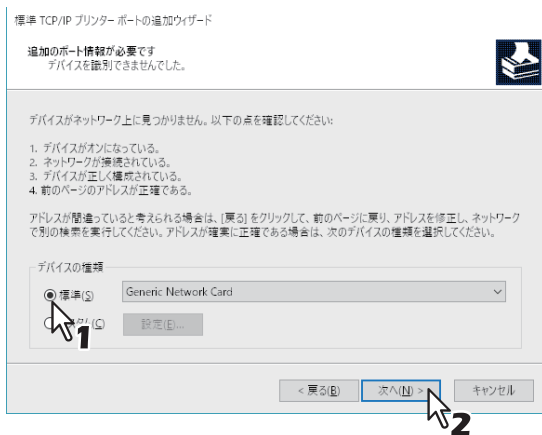 標準 TCP/IP プリンター ポートの追加ウィザード
追加のポート情報が必要です
デバイスを識別できませんでした。
デバイスがネットワーク上に見つかりません。以下の点を確認してください:
1. デバイスがオンになっている。
2. ネットワークが接続されている。
3. デバイスが正しく構成されている。
4. 前のページのアドレスが正確である。
アドレスが間違っていると考えられる場合は、[戻る] をクリックして、前のページに戻り、アドレスを修正し、ネットワーク
で別の検索を実行してください。アドレスが確実に正確である場合は、次のデバイスの種類を選択してください。
デバイスの種類
標準(S) Generic Network Card
(C) 設定(E)...
1
< 戻る(B) 次へ(N) > キャンセル
2